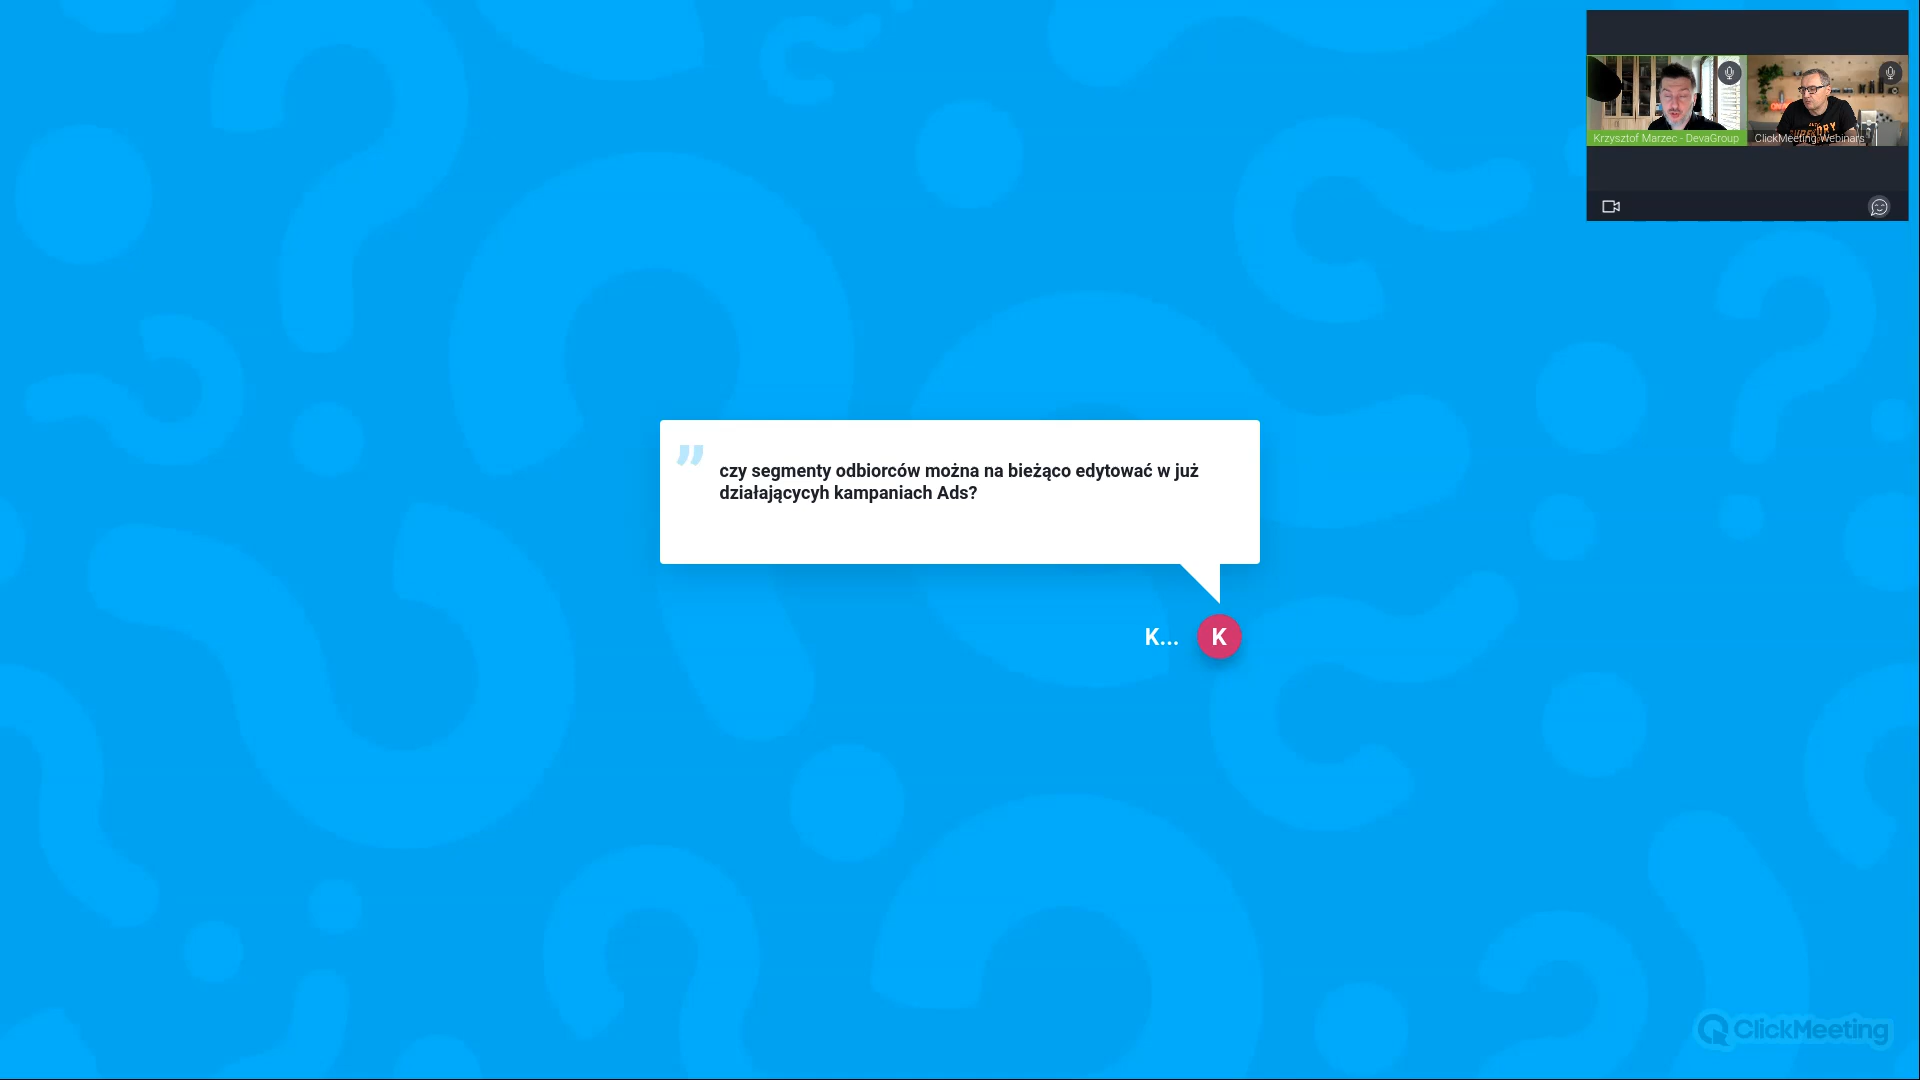 Krzysztof Marzec - DevaGroup
ClickMeeting Webinars
czy segmenty odbiorców można na bieżąco edytować w już
działającycyh kampaniach Ads?
K...
K
ClickMeeting